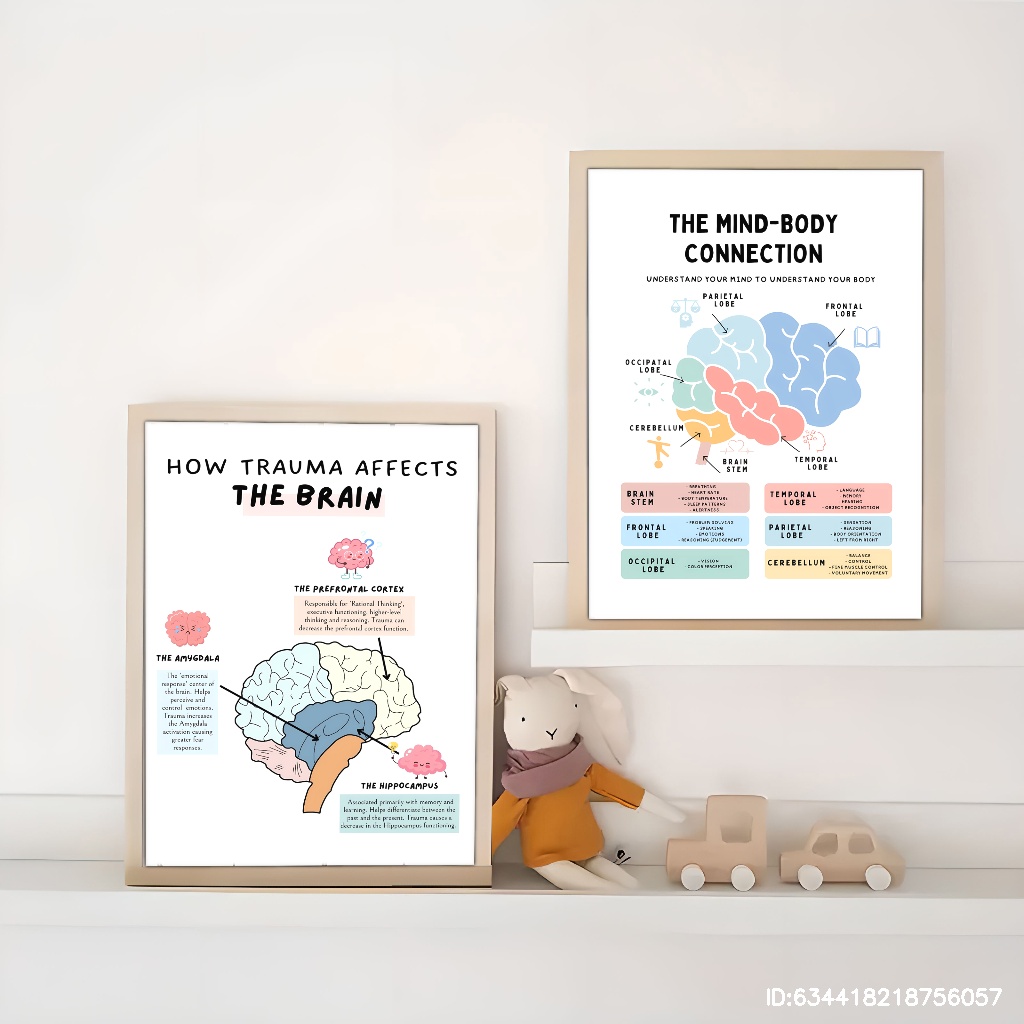 HOW TRAUMA AFFECTS
THE BRAIN
THE PREFRONTAL CORTEX
Responsible for 'Rational Thinking',
executive functioning, higher-level
thinking and reasoning. Trauma can
decrease the prefrontal cortex function.
THE AMYGDALA
The 'emotional
response' center of
the brain. Helps
perceive and
control emotions.
Trauma increases
the Amygdala
activation causing
greater fear
responses.
THE HIPPOCAMPUS
Associated primarily with memory and
learning. Helps differentiate between the
past and the present. Trauma causes a
decrease in the Hippocampus functioning.
THE MIND-BODY
CONNECTION
UNDERSTAND YOUR MIND TO UNDERSTAND YOUR BODY
PARIETAL
LOBE
FRONTAL
LOBE
OCCIPATAL
LOBE
CEREBELLUM
BRAIN
STEM
TEMPORAL
LOBE
BRAIN
STEM
- BREATHING
- HEART RATE
- BODY TEMPERATURE
- SLEEP PATTERNS
- ALERTNESS
TEMPORAL
LOBE
- LANGUAGE
- MEMORY
- HEARING
- OBJECT RECOGNITION
FRONTAL
LOBE
- PROBLEM SOLVING
- SPEAKING
- EMOTIONS
- REASONING (JUDGEMENT)
PARIETAL
LOBE
- SENSATION
- REASONING
- BODY ORIENTATION
- LEFT FROM RIGHT
OCCIPITAL
LOBE
- VISION
- COLOR PERCEPTION
CEREBELLUM
- BALANCE
- CONTROL
- FINE MUSCLE CONTROL
- VOLUNTARY MOVEMENT
ID:634418218756057